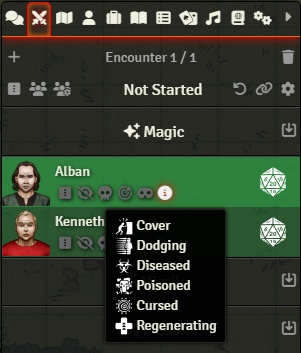 Encounter 1 / 1
Not Started
Magic
Alban
Kenneth
Cover
Dodging
Diseased
Poisoned
Cursed
Regenerating